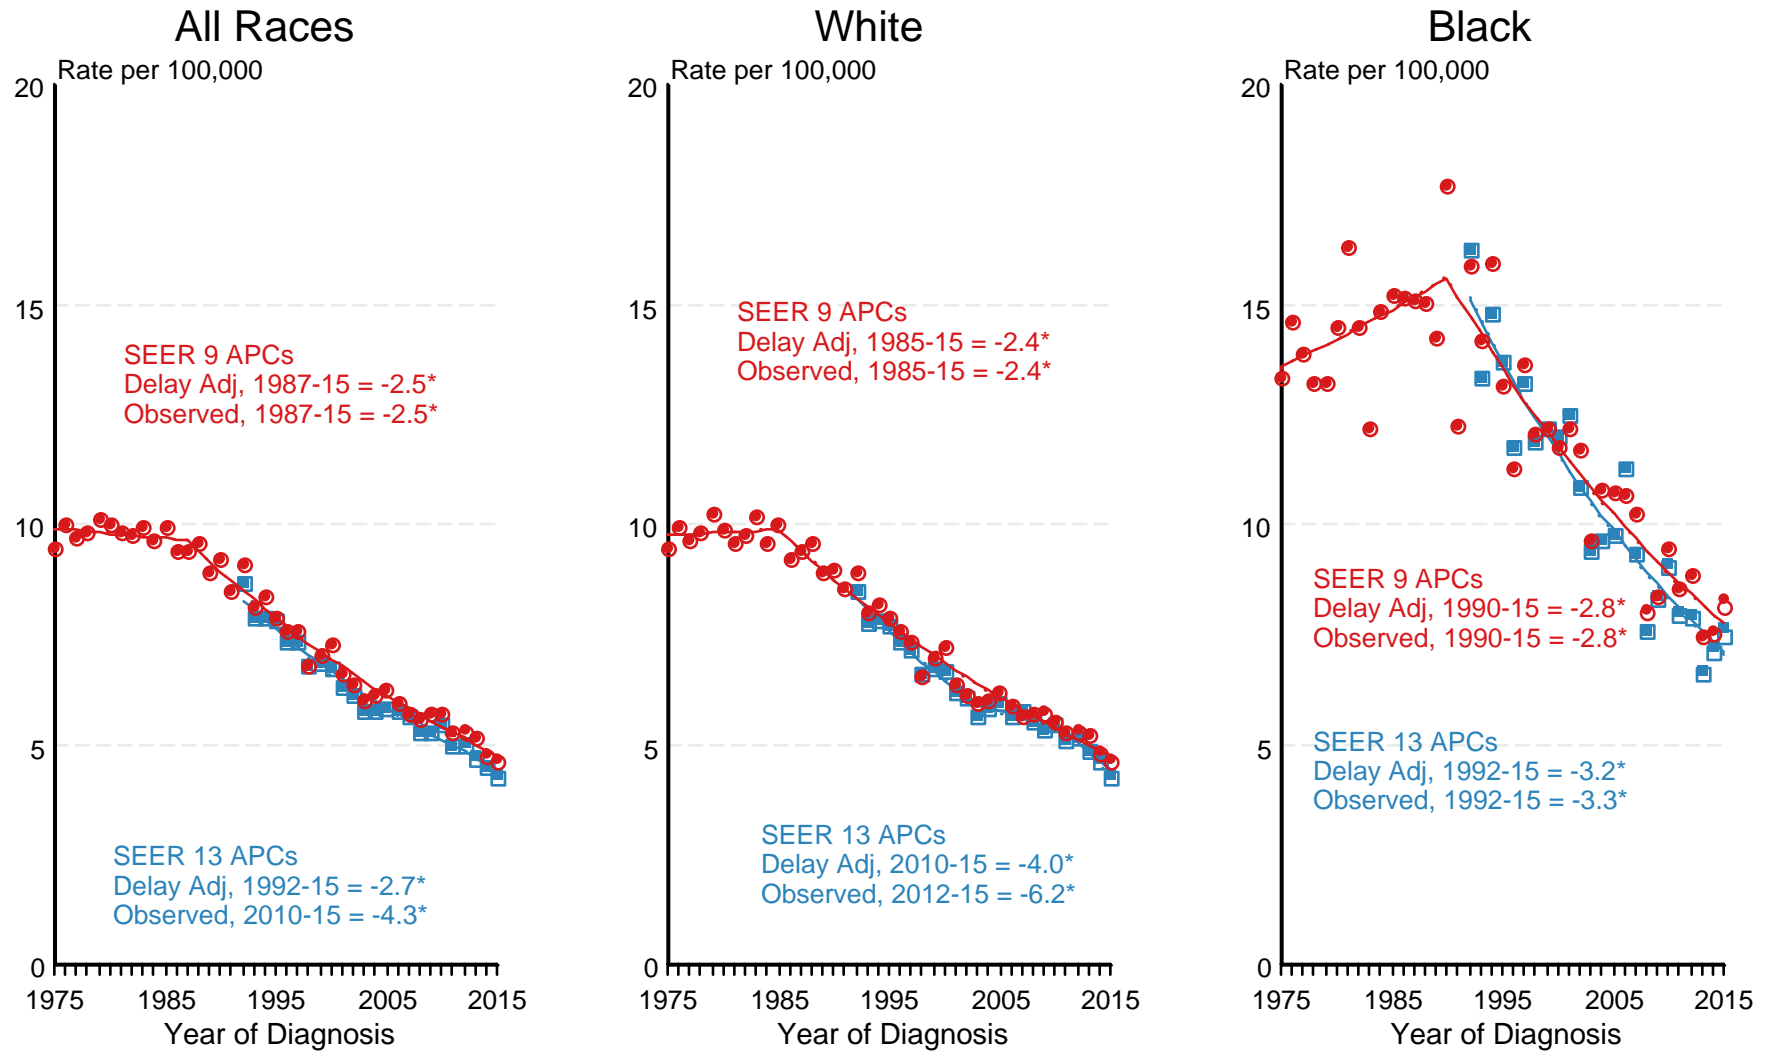 All Races
Rate per 100,000
20
15
10
5
0
SEER 9 APCs
Delay Adj, 1987-15 = -2.5*
Observed, 1987-15 = -2.5*
SEER 13 APCs
Delay Adj, 1992-15 = -2.7*
Observed, 2010-15 = -4.3*
1975 1985 1995 2005 2015
Year of Diagnosis
White
Rate per 100,000
20
15
10
5
0
SEER 9 APCs
Delay Adj, 1985-15 = -2.4*
Observed, 1985-15 = -2.4*
SEER 13 APCs
Delay Adj, 2010-15 = -4.0*
Observed, 2012-15 = -6.2*
1975 1985 1995 2005 2015
Year of Diagnosis
Black
Rate per 100,000
20
15
10
5
0
SEER 9 APCs
Delay Adj, 1990-15 = -2.8*
Observed, 1990-15 = -2.8*
SEER 13 APCs
Delay Adj, 1992-15 = -3.2*
Observed, 1992-15 = -3.3*
1975 1985 1995 2005 2015
Year of Diagnosis